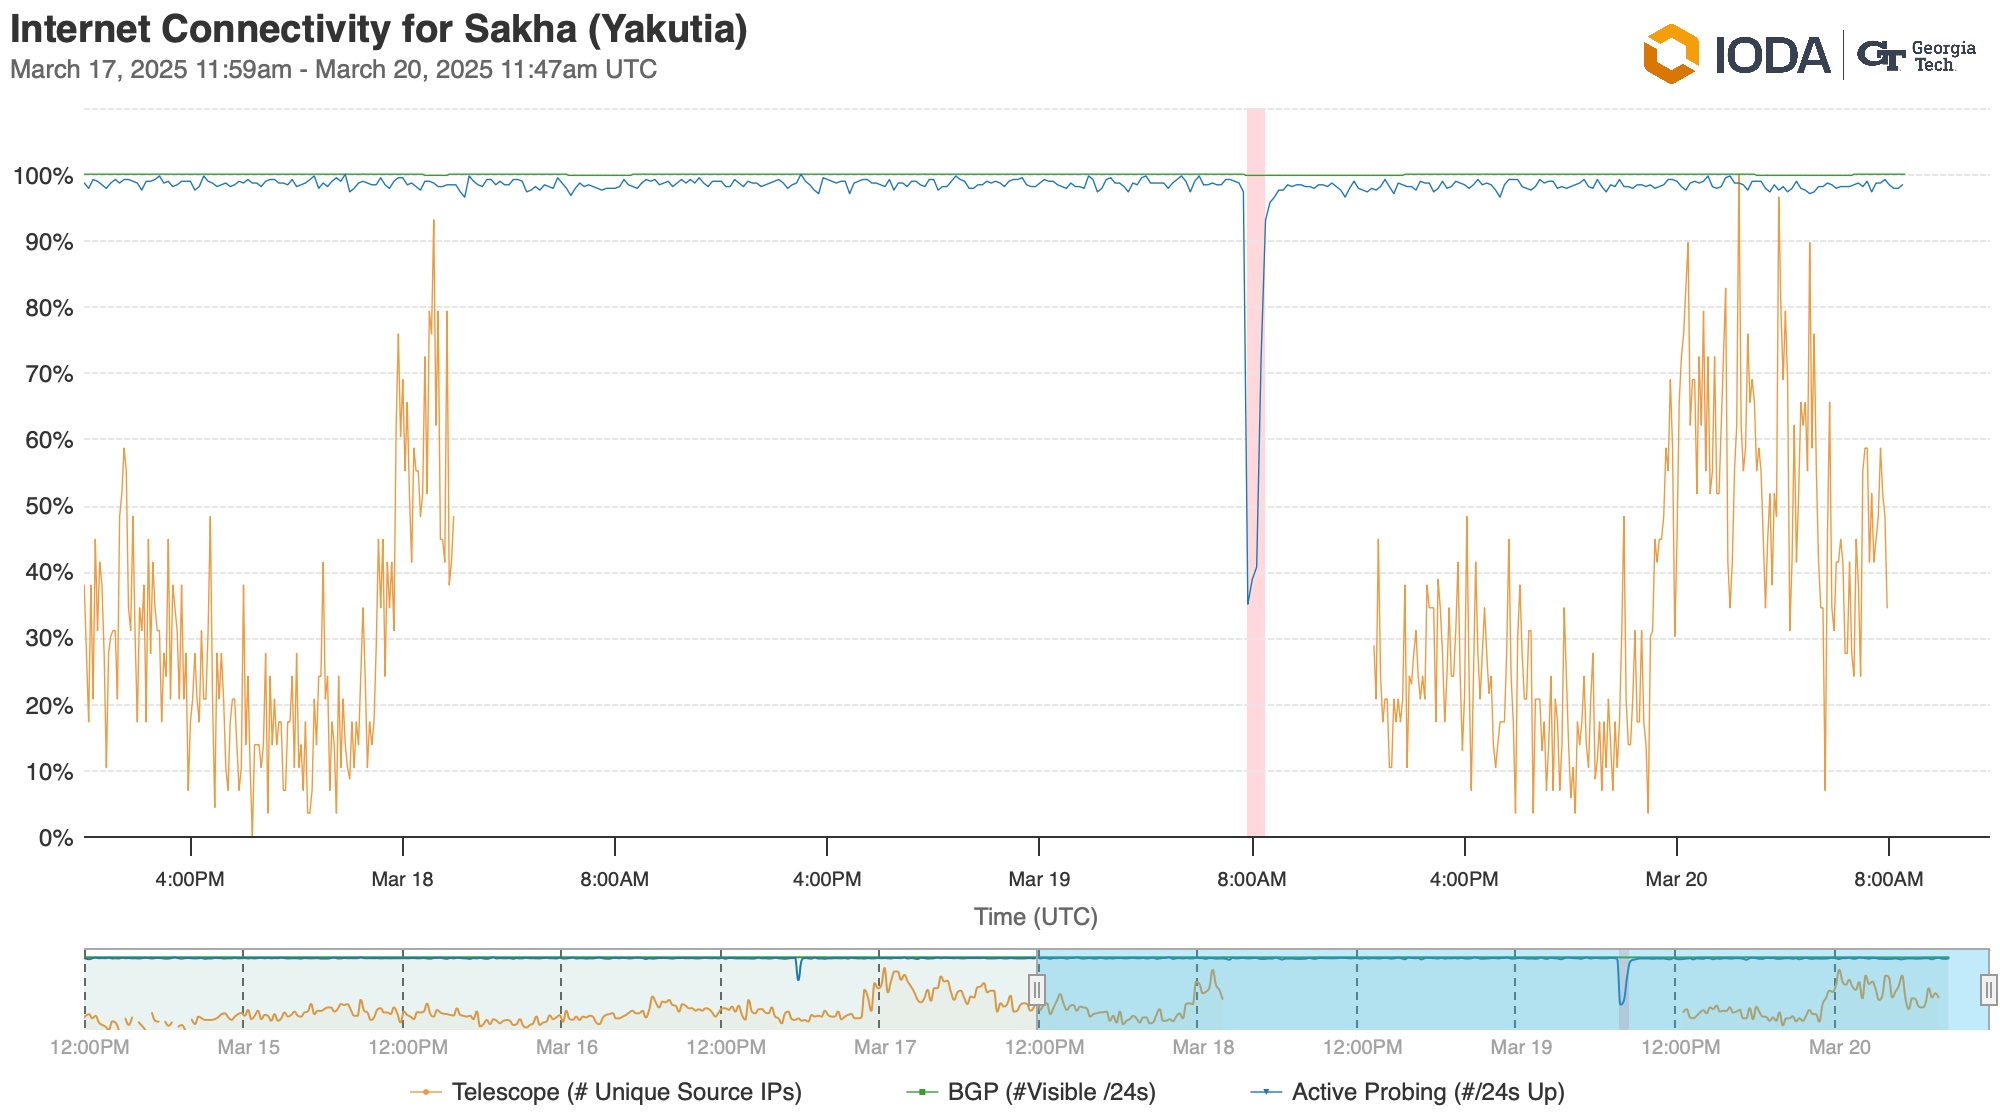 Internet Connectivity for Sakha (Yakutia)
March 17, 2025 11:59am - March 20, 2025 11:47am UTC
IODA
GT
Georgia
Tech
100%
90%
80%
70%
60%
50%
40%
30%
20%
10%
0%
4:00PM Mar 18 8:00AM 4:00PM Mar 19 8:00AM 4:00PM Mar 20 8:00AM
Time (UTC)
12:00PM Mar 15 12:00PM Mar 16 12:00PM Mar 17 12:00PM Mar 18 12:00PM Mar 19 12:00PM Mar 20
Telescope (# Unique Source IPs) BGP (#Visible /24s) Active Probing (#/24s Up)